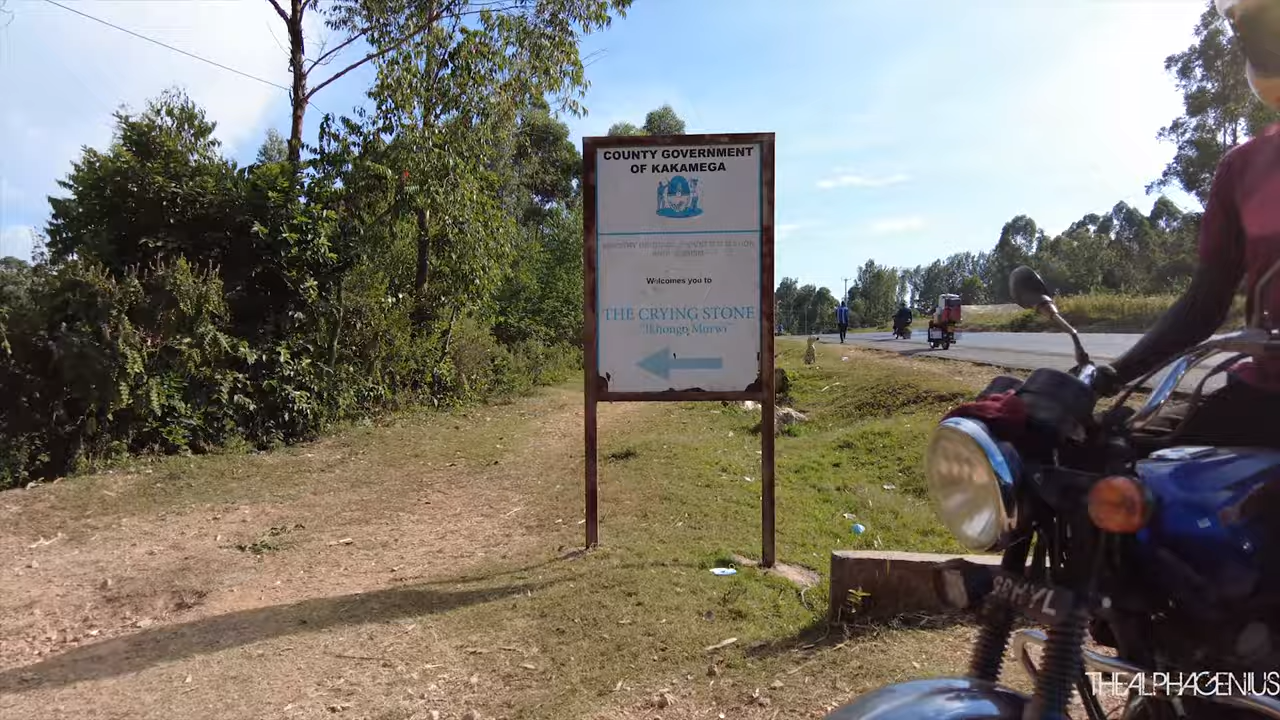 COUNTY GOVERNMENT
OF KAKAMEGA
Welcomes you to
THE CRYING STONE
"Ikhongo Murwi"
THEALPHAGENIUS